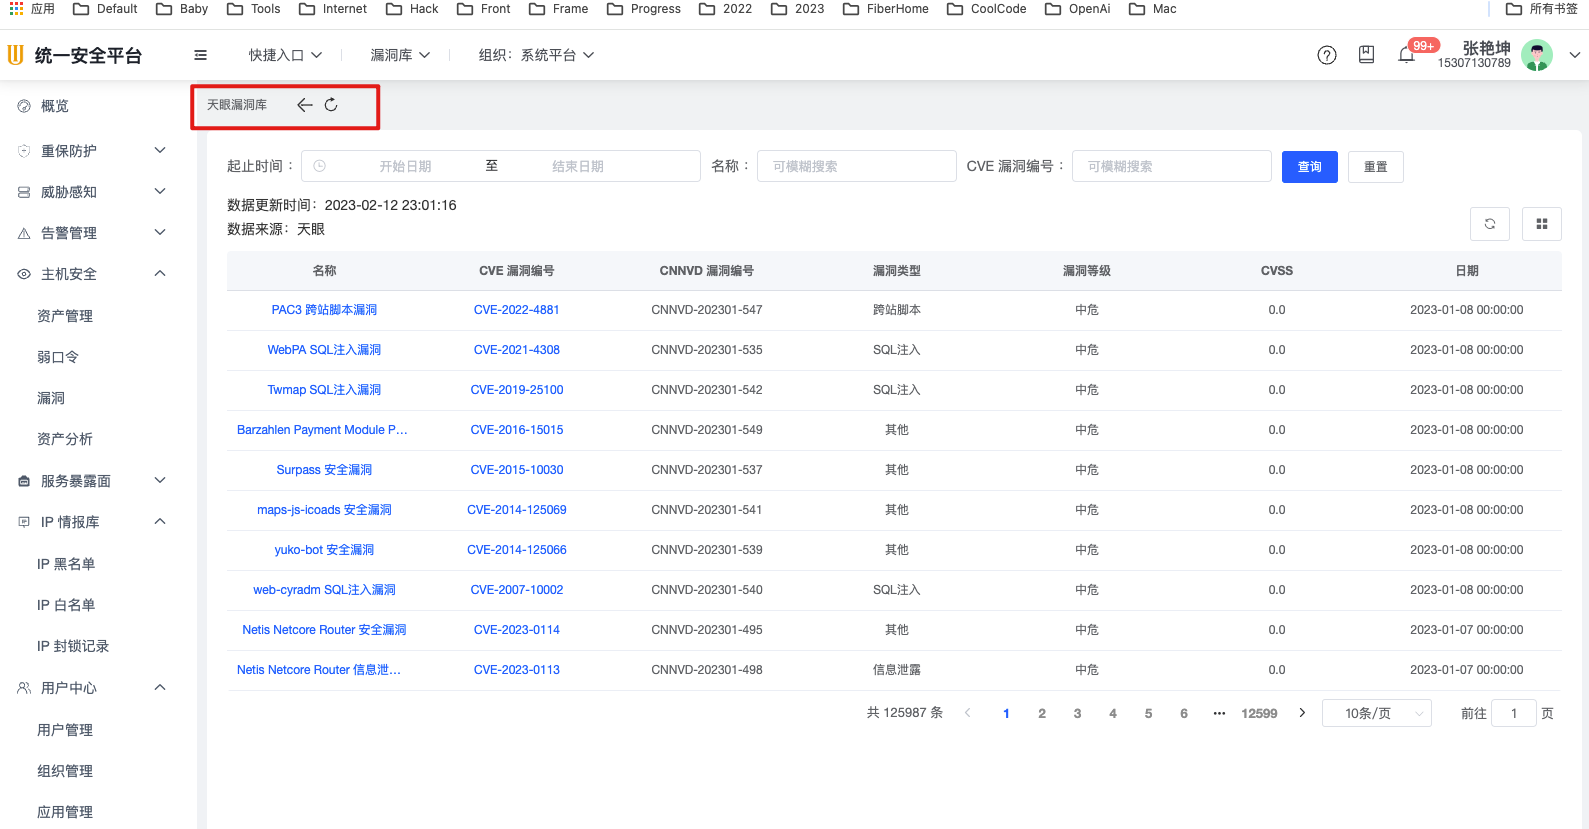 应用 Default Baby Tools Internet Hack Front Frame Progress 2022 2023 FiberHome CoolCode OpenAi Mac 所有书签
统一安全平台 快捷入口 漏洞库 组织：系统平台 99+ 张艳坤
15307130789
天眼漏洞库
概览
重保防护
威胁感知
告警管理
主机安全
资产管理
弱口令
漏洞
资产分析
服务暴露面
IP 情报库
IP 黑名单
IP 白名单
IP 封锁记录
用户中心
用户管理
组织管理
应用管理
起止时间： 开始日期 至 结束日期 名称： 可模糊搜索 CVE 漏洞编号： 可模糊搜索 查询 重置
数据更新时间：2023-02-12 23:01:16
数据来源：天眼
名称 CVE 漏洞编号 CNNVD 漏洞编号 漏洞类型 漏洞等级 CVSS 日期
PAC3 跨站脚本漏洞 CVE-2022-4881 CNNVD-202301-547 跨站脚本 中危 0.0 2023-01-08 00:00:00
WebPA SQL注入漏洞 CVE-2021-4308 CNNVD-202301-535 SQL注入 中危 0.0 2023-01-08 00:00:00
Twmap SQL注入漏洞 CVE-2019-25100 CNNVD-202301-542 SQL注入 中危 0.0 2023-01-08 00:00:00
Barzahlen Payment Module P... CVE-2016-15015 CNNVD-202301-549 其他 中危 0.0 2023-01-08 00:00:00
Surpass 安全漏洞 CVE-2015-10030 CNNVD-202301-537 其他 中危 0.0 2023-01-08 00:00:00
maps-js-icoads 安全漏洞 CVE-2014-125069 CNNVD-202301-541 其他 中危 0.0 2023-01-08 00:00:00
yuko-bot 安全漏洞 CVE-2014-125066 CNNVD-202301-539 其他 中危 0.0 2023-01-08 00:00:00
web-cyradm SQL注入漏洞 CVE-2007-10002 CNNVD-202301-540 SQL注入 中危 0.0 2023-01-08 00:00:00
Netis Netcore Router 安全漏洞 CVE-2023-0114 CNNVD-202301-495 其他 中危 0.0 2023-01-07 00:00:00
Netis Netcore Router 信息泄... CVE-2023-0113 CNNVD-202301-498 信息泄露 中危 0.0 2023-01-07 00:00:00
共 125987 条 1 2 3 4 5 6 ••• 12599 10条/页 前往 1 页